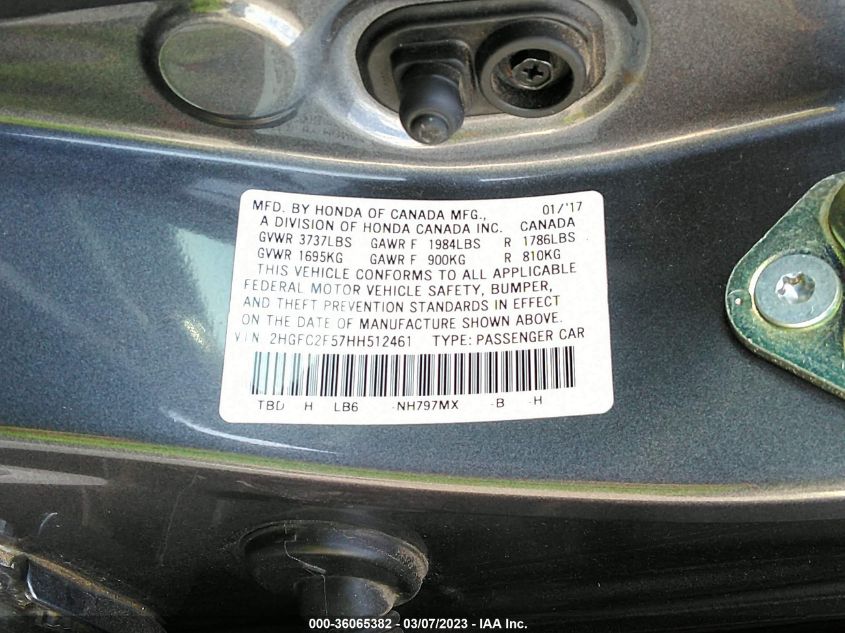 MFD. BY HONDA OF CANADA MFG., 01/'17
A DIVISION OF HONDA CANADA INC. CANADA
GVWR 3737LBS GAWR F 1984LBS R 1786LBS
GVWR 1695KG GAWR F 900KG R 810KG
THIS VEHICLE CONFORMS TO ALL APPLICABLE
FEDERAL MOTOR VEHICLE SAFETY, BUMPER,
AND THEFT PREVENTION STANDARDS IN EFFECT
ON THE DATE OF MANUFACTURE SHOWN ABOVE.
VIN 2HGFC2F57HH512461 TYPE: PASSENGER CAR
TBD H LB6 -NH797MX -B -H
000-36065382 — 03/07/2023 — IAA Inc.